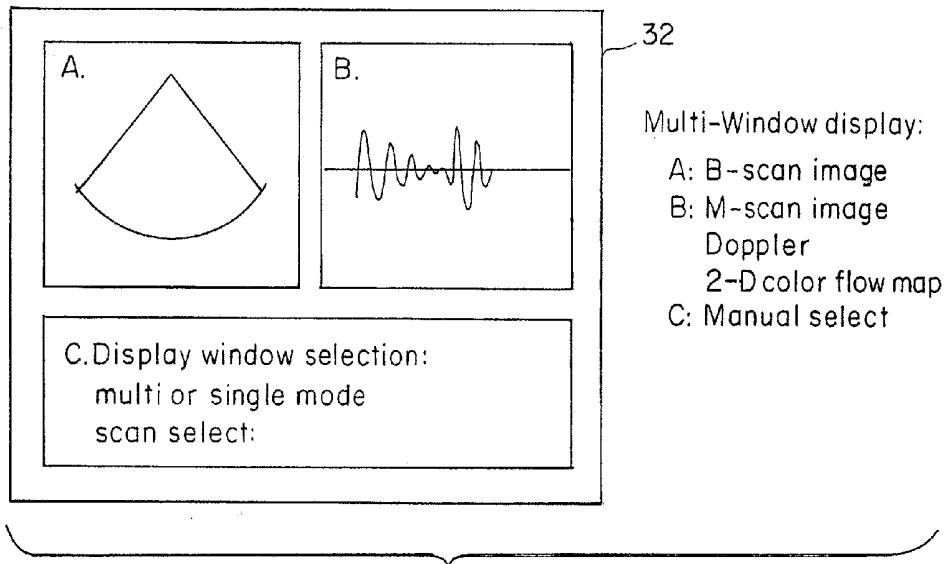 A.
B.
32
C. Display window selection:
multi or single mode
scan select:
Multi-Window display:
A: B-scan image
B: M-scan image
Doppler
2-D color flow map
C: Manual select